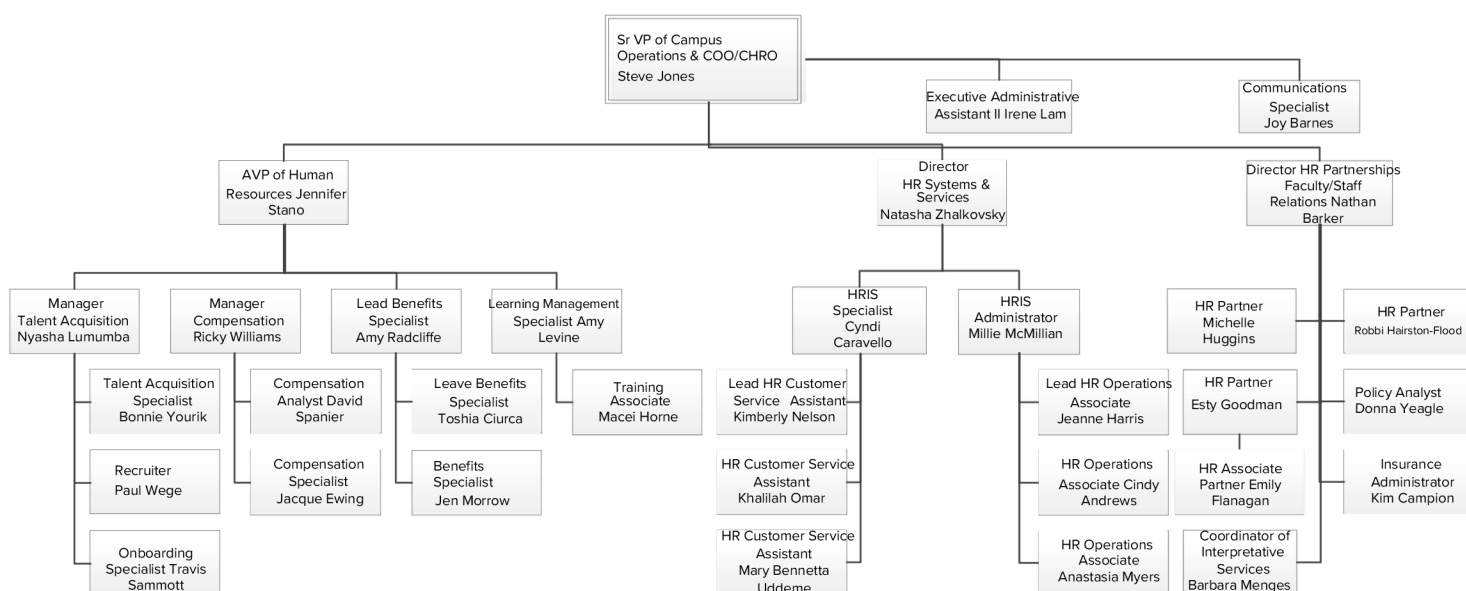 Sr VP of Campus
Operations & COO/CHRO
Steve Jones
Executive Administrative
Assistant II Irene Lam
Communications
Specialist
Joy Barnes
AVP of Human
Resources Jennifer
Stano
Director
HR Systems &
Services
Natasha Zhalkovsky
Director HR Partnerships
Faculty/Staff
Relations Nathan
Barker
Manager
Talent Acquisition
Nyasha Lumumba
Manager
Compensation
Ricky Williams
Lead Benefits
Specialist
Amy Radcliffe
Learning Management
Specialist Amy
Levine
HRIS
Specialist
Cyndi
Caravello
HRIS
Administrator
Millie McMillian
HR Partner
Michelle
Huggins
HR Partner
Robbi Hairston-Flood
Talent Acquisition
Specialist
Bonnie Yourik
Compensation
Analyst David
Spanier
Leave Benefits
Specialist
Toshia Ciurca
Training
Associate
Macei Horne
Lead HR Customer
Service Assistant
Kimberly Nelson
Lead HR Operations
Associate
Jeanne Harris
HR Partner
Esty Goodman
Policy Analyst
Donna Yeagle
Recruiter
Paul Wege
Compensation
Specialist
Jacque Ewing
Benefits
Specialist
Jen Morrow
HR Customer Service
Assistant
Khalilah Omar
HR Operations
Associate Cindy
Andrews
HR Associate
Partner Emily
Flanagan
Insurance
Administrator
Kim Campion
Onboarding
Specialist Travis
Sammott
HR Customer Service
Assistant
Mary Bennetta
Uddeme
HR Operations
Associate
Anastasia Myers
Coordinator of
Interpretative
Services
Barbara Menges